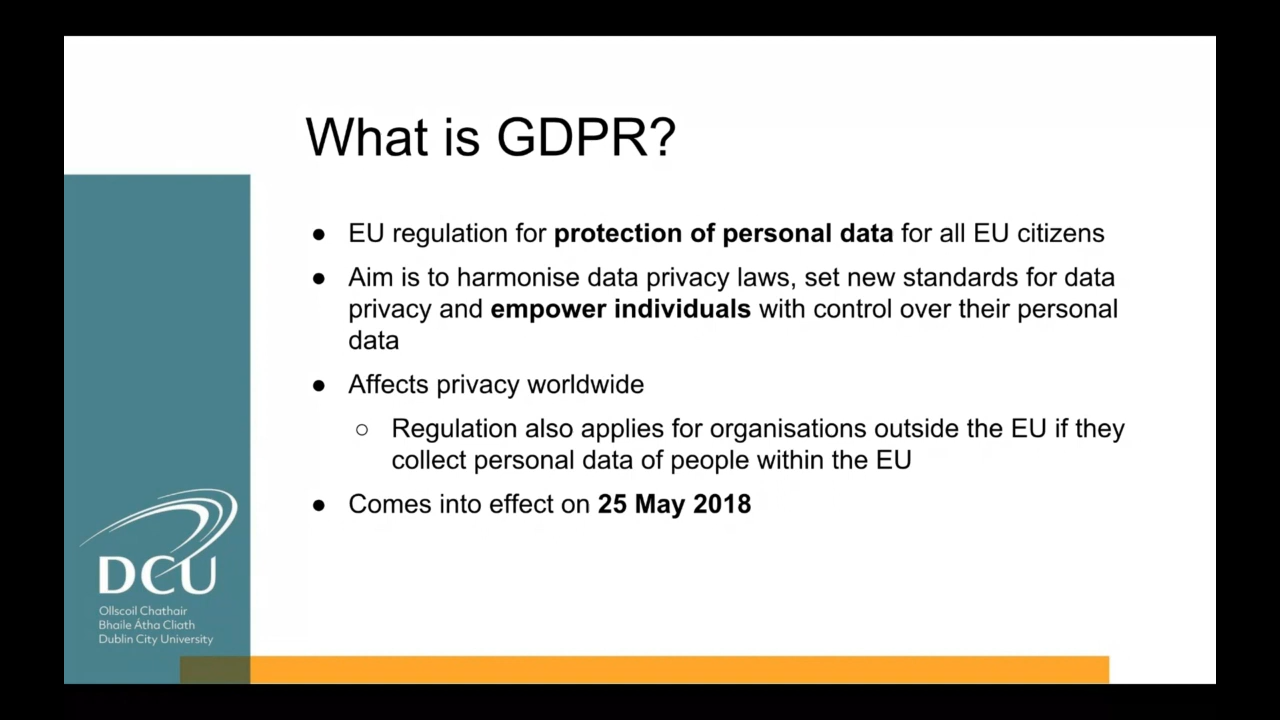 What is GDPR?
● EU regulation for protection of personal data for all EU citizens
● Aim is to harmonise data privacy laws, set new standards for data
privacy and empower individuals with control over their personal
data
● Affects privacy worldwide
○ Regulation also applies for organisations outside the EU if they
collect personal data of people within the EU
● Comes into effect on 25 May 2018
DCU
Ollscoil Chathair
Bhaile Átha Cliath
Dublin City University